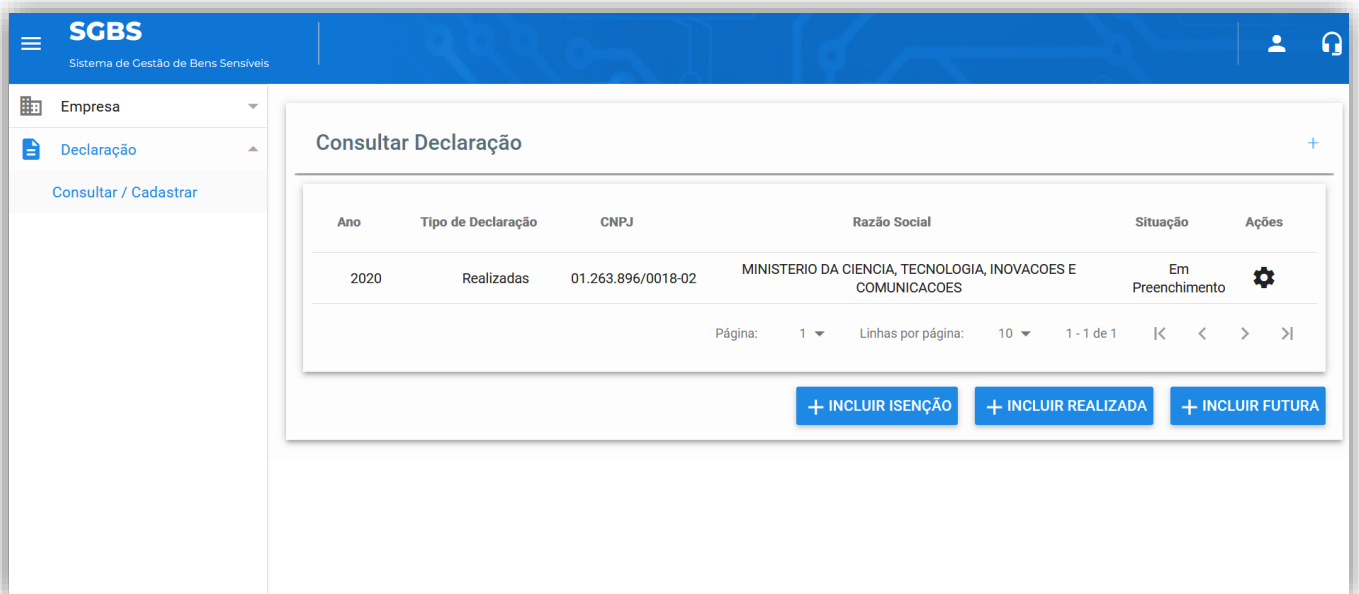 SGBS
Sistema de Gestão de Bens Sensíveis
Empresa
Declaração
Consultar / Cadastrar
Consultar Declaração
+
Ano Tipo de Declaração CNPJ Razão Social Situação Ações
2020 Realizadas 01.263.896/0018-02 MINISTERIO DA CIENCIA, TECNOLOGIA, INOVACOES E Em
COMUNICACOES Preenchimento
Página: 1 Linhas por página: 10 1 - 1 de 1
+ INCLUIR ISENÇÃO + INCLUIR REALIZADA + INCLUIR FUTURA